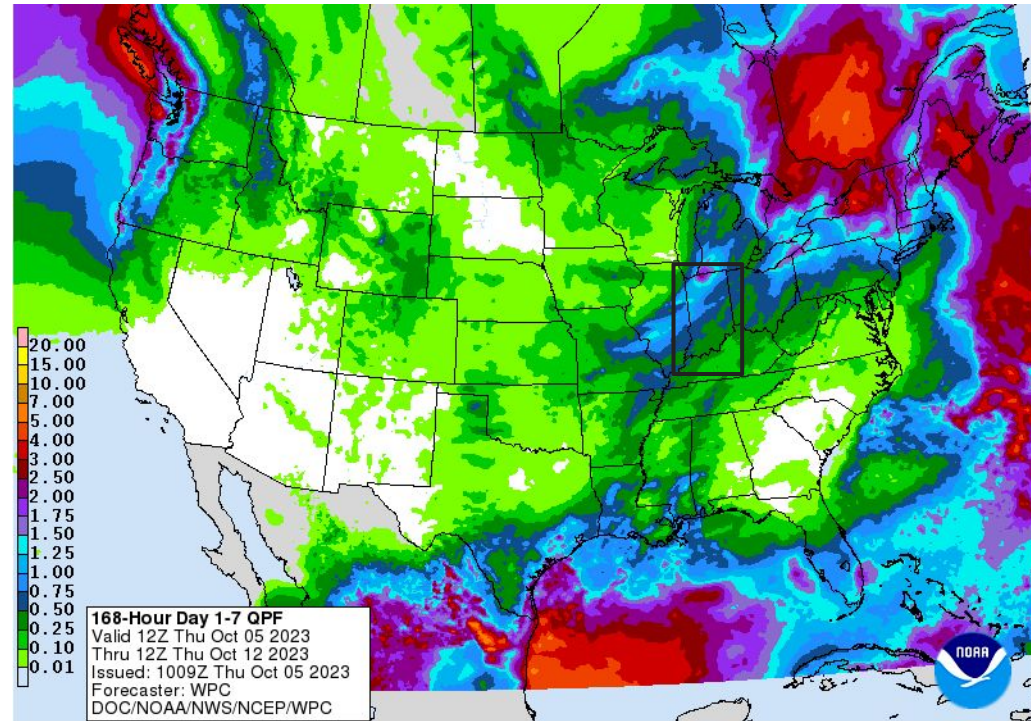 20.00
15.00
10.00
7.00
5.00
4.00
3.00
2.50
2.00
1.75
1.50
1.25
1.00
0.75
0.50
0.25
0.10
0.01
168-Hour Day 1-7 QPF
Valid 12Z Thu Oct 05 2023
Thru 12Z Thu Oct 12 2023
Issued: 1009Z Thu Oct 05 2023
Forecaster: WPC
DOC/NOAA/NWS/NCEP/WPC
NOAA